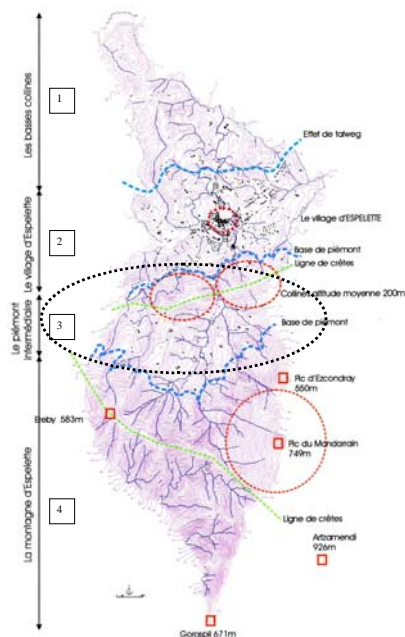 Les basses collines
1
Effet de talweg
Le village d'Espelette
2
Le village d'ESPELETTE
Base de piémont
Ligne de crêtes
Collines altitude moyenne 200m
Le piémont
intermédiaire
3
Base de piémont
Pic d'Ezcondray
550m
Ereby 583m
Pic du Mandarrain
749m
La montagne d'Espelette
4
Ligne de crêtes
Artzamendi
926m
Gorospil 671m